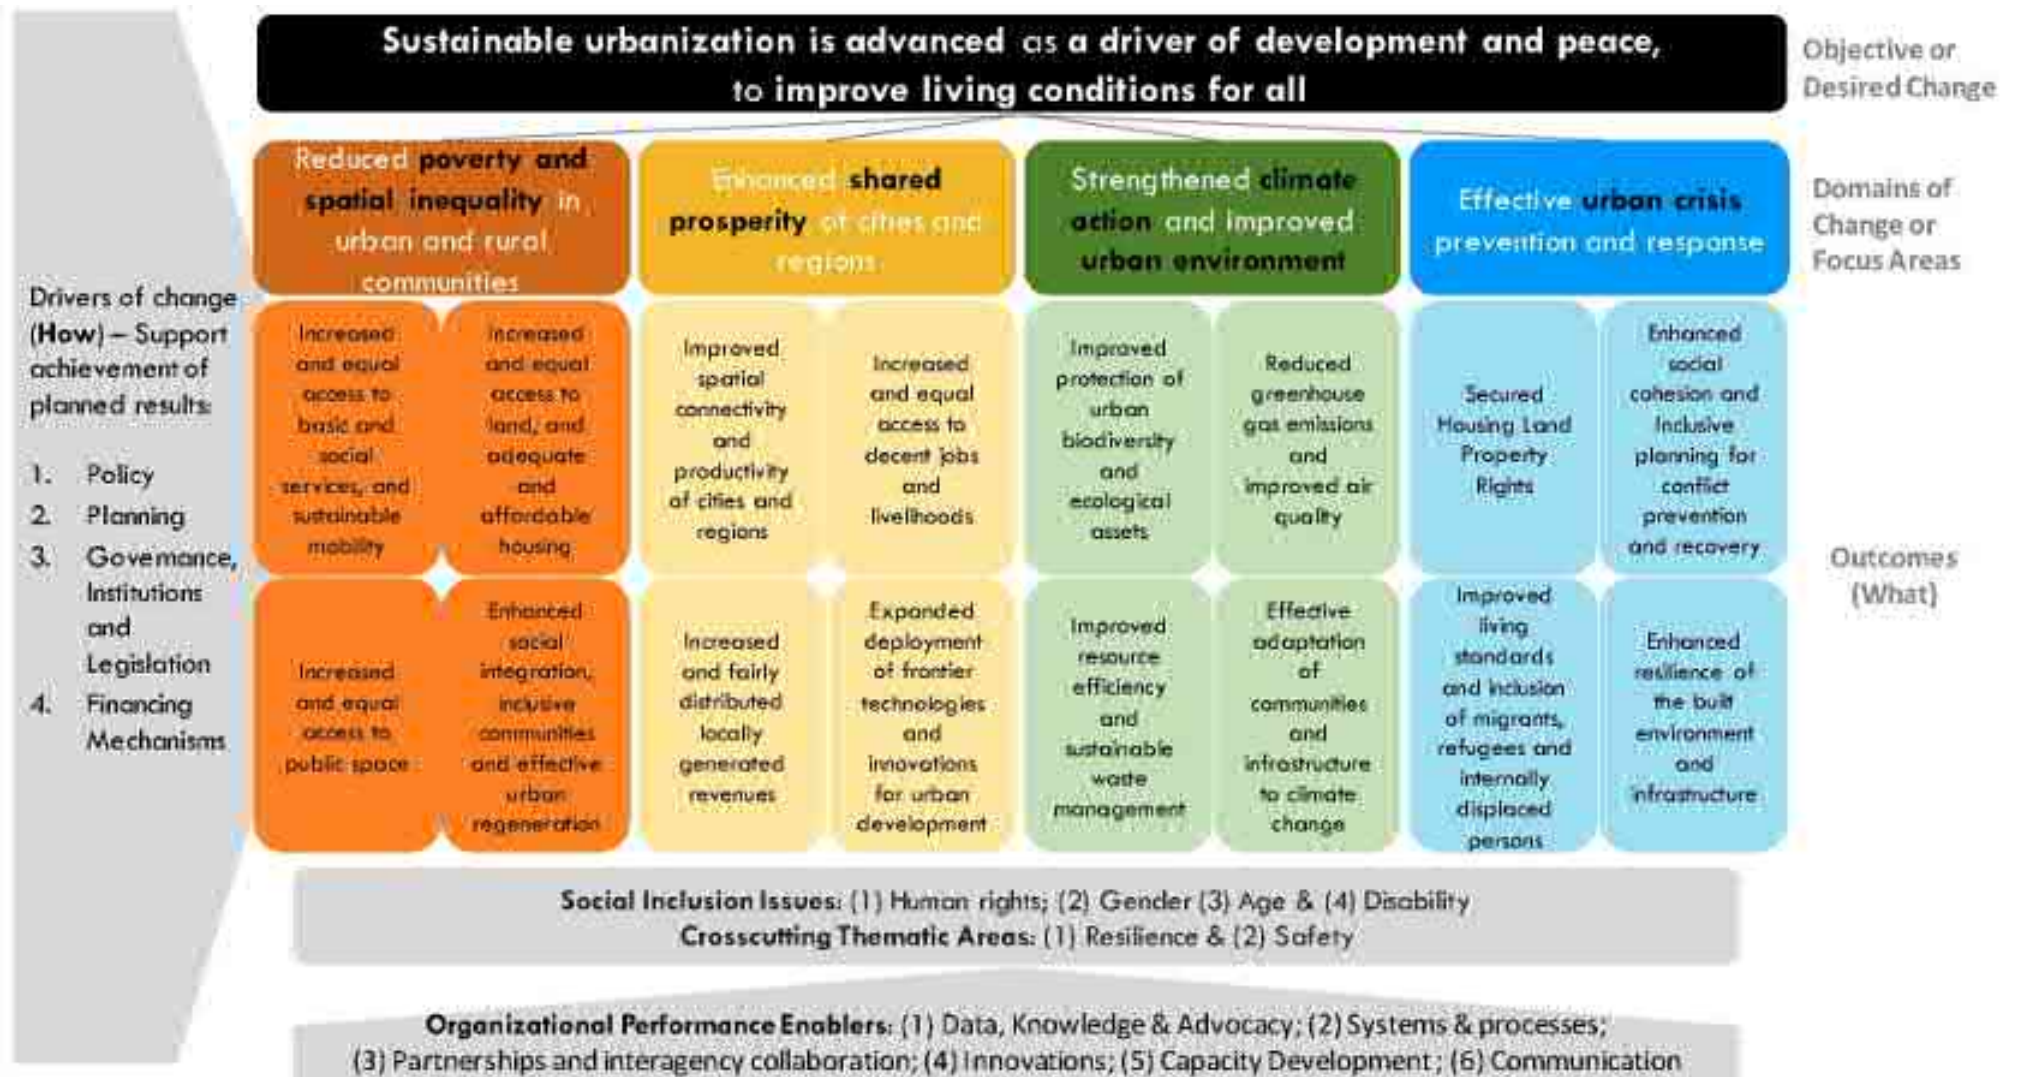 Sustainable urbanization is advanced as a driver of development and peace,
to improve living conditions for all
Objective or
Desired Change
Reduced poverty and
spatial inequality in
urban and rural
communities
Enhanced shared
prosperity of cities and
regions
Strengthened climate
action and improved
urban environment
Effective urban crisis
prevention and response
Domains of
Change or
Focus Areas
Drivers of change
(How) – Support
achievement of
planned results:
1. Policy
2. Planning
3. Governance,
Institutions
and
Legislation
4. Financing
Mechanisms
Increased
and equal
access to
basic and
social
services, and
sustainable
mobility
Increased
and equal
access to
land, and
adequate
and
affordable
housing
Improved
spatial
connectivity
and
productivity
of cities and
regions
Increased
and equal
access to
decent jobs
and
livelihoods
Improved
protection of
urban
biodiversity
and
ecological
assets
Reduced
greenhouse
gas emissions
and
improved air
quality
Secured
Housing Land
Property
Rights
Enhanced
social
cohesion and
Inclusive
planning for
conflict
prevention
and recovery
Outcomes
(What)
Increased
and equal
access to
public space
Enhanced
social
integration,
inclusive
communities
and effective
urban
regeneration
Increased
and fairly
distributed
locally
generated
revenues
Expanded
deployment
of frontier
technologies
and
innovations
for urban
development
Improved
resource
efficiency
and
sustainable
waste
management
Effective
adaptation
of
communities
and
infrastructure
to climate
change
Improved
living
standards
and inclusion
of migrants,
refugees and
internally
displaced
persons
Enhanced
resilience of
the built
environment
and
infrastructure
Social Inclusion Issues: (1) Human rights; (2) Gender (3) Age & (4) Disability
Crosscutting Thematic Areas: (1) Resilience & (2) Safety
Organizational Performance Enablers: (1) Data, Knowledge & Advocacy; (2) Systems & processes;
(3) Partnerships and interagency collaboration; (4) Innovations; (5) Capacity Development; (6) Communication